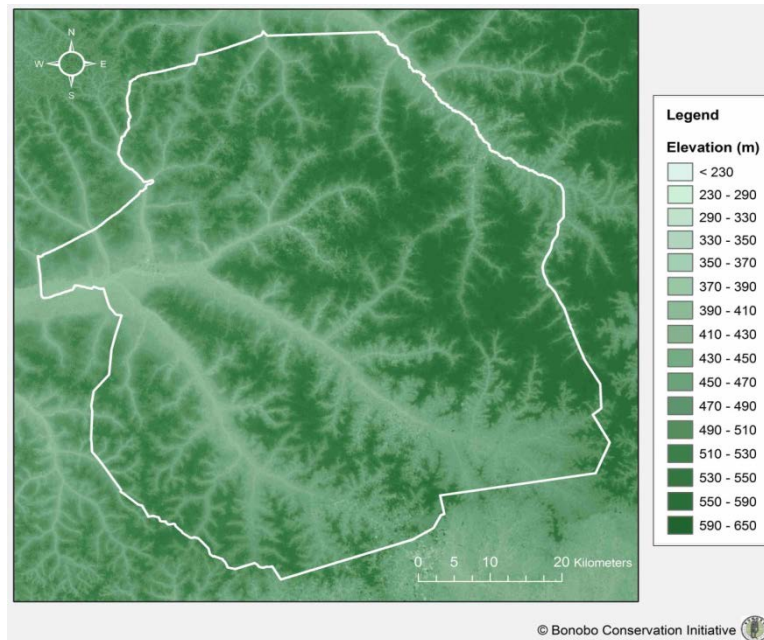 N
W E
S
Legend
Elevation (m)
< 230
230 - 290
290 - 330
330 - 350
350 - 370
370 - 390
390 - 410
410 - 430
430 - 450
450 - 470
470 - 490
490 - 510
510 - 530
530 - 550
550 - 590
590 - 650
0 5 10 20 Kilometers
© Bonobo Conservation Initiative